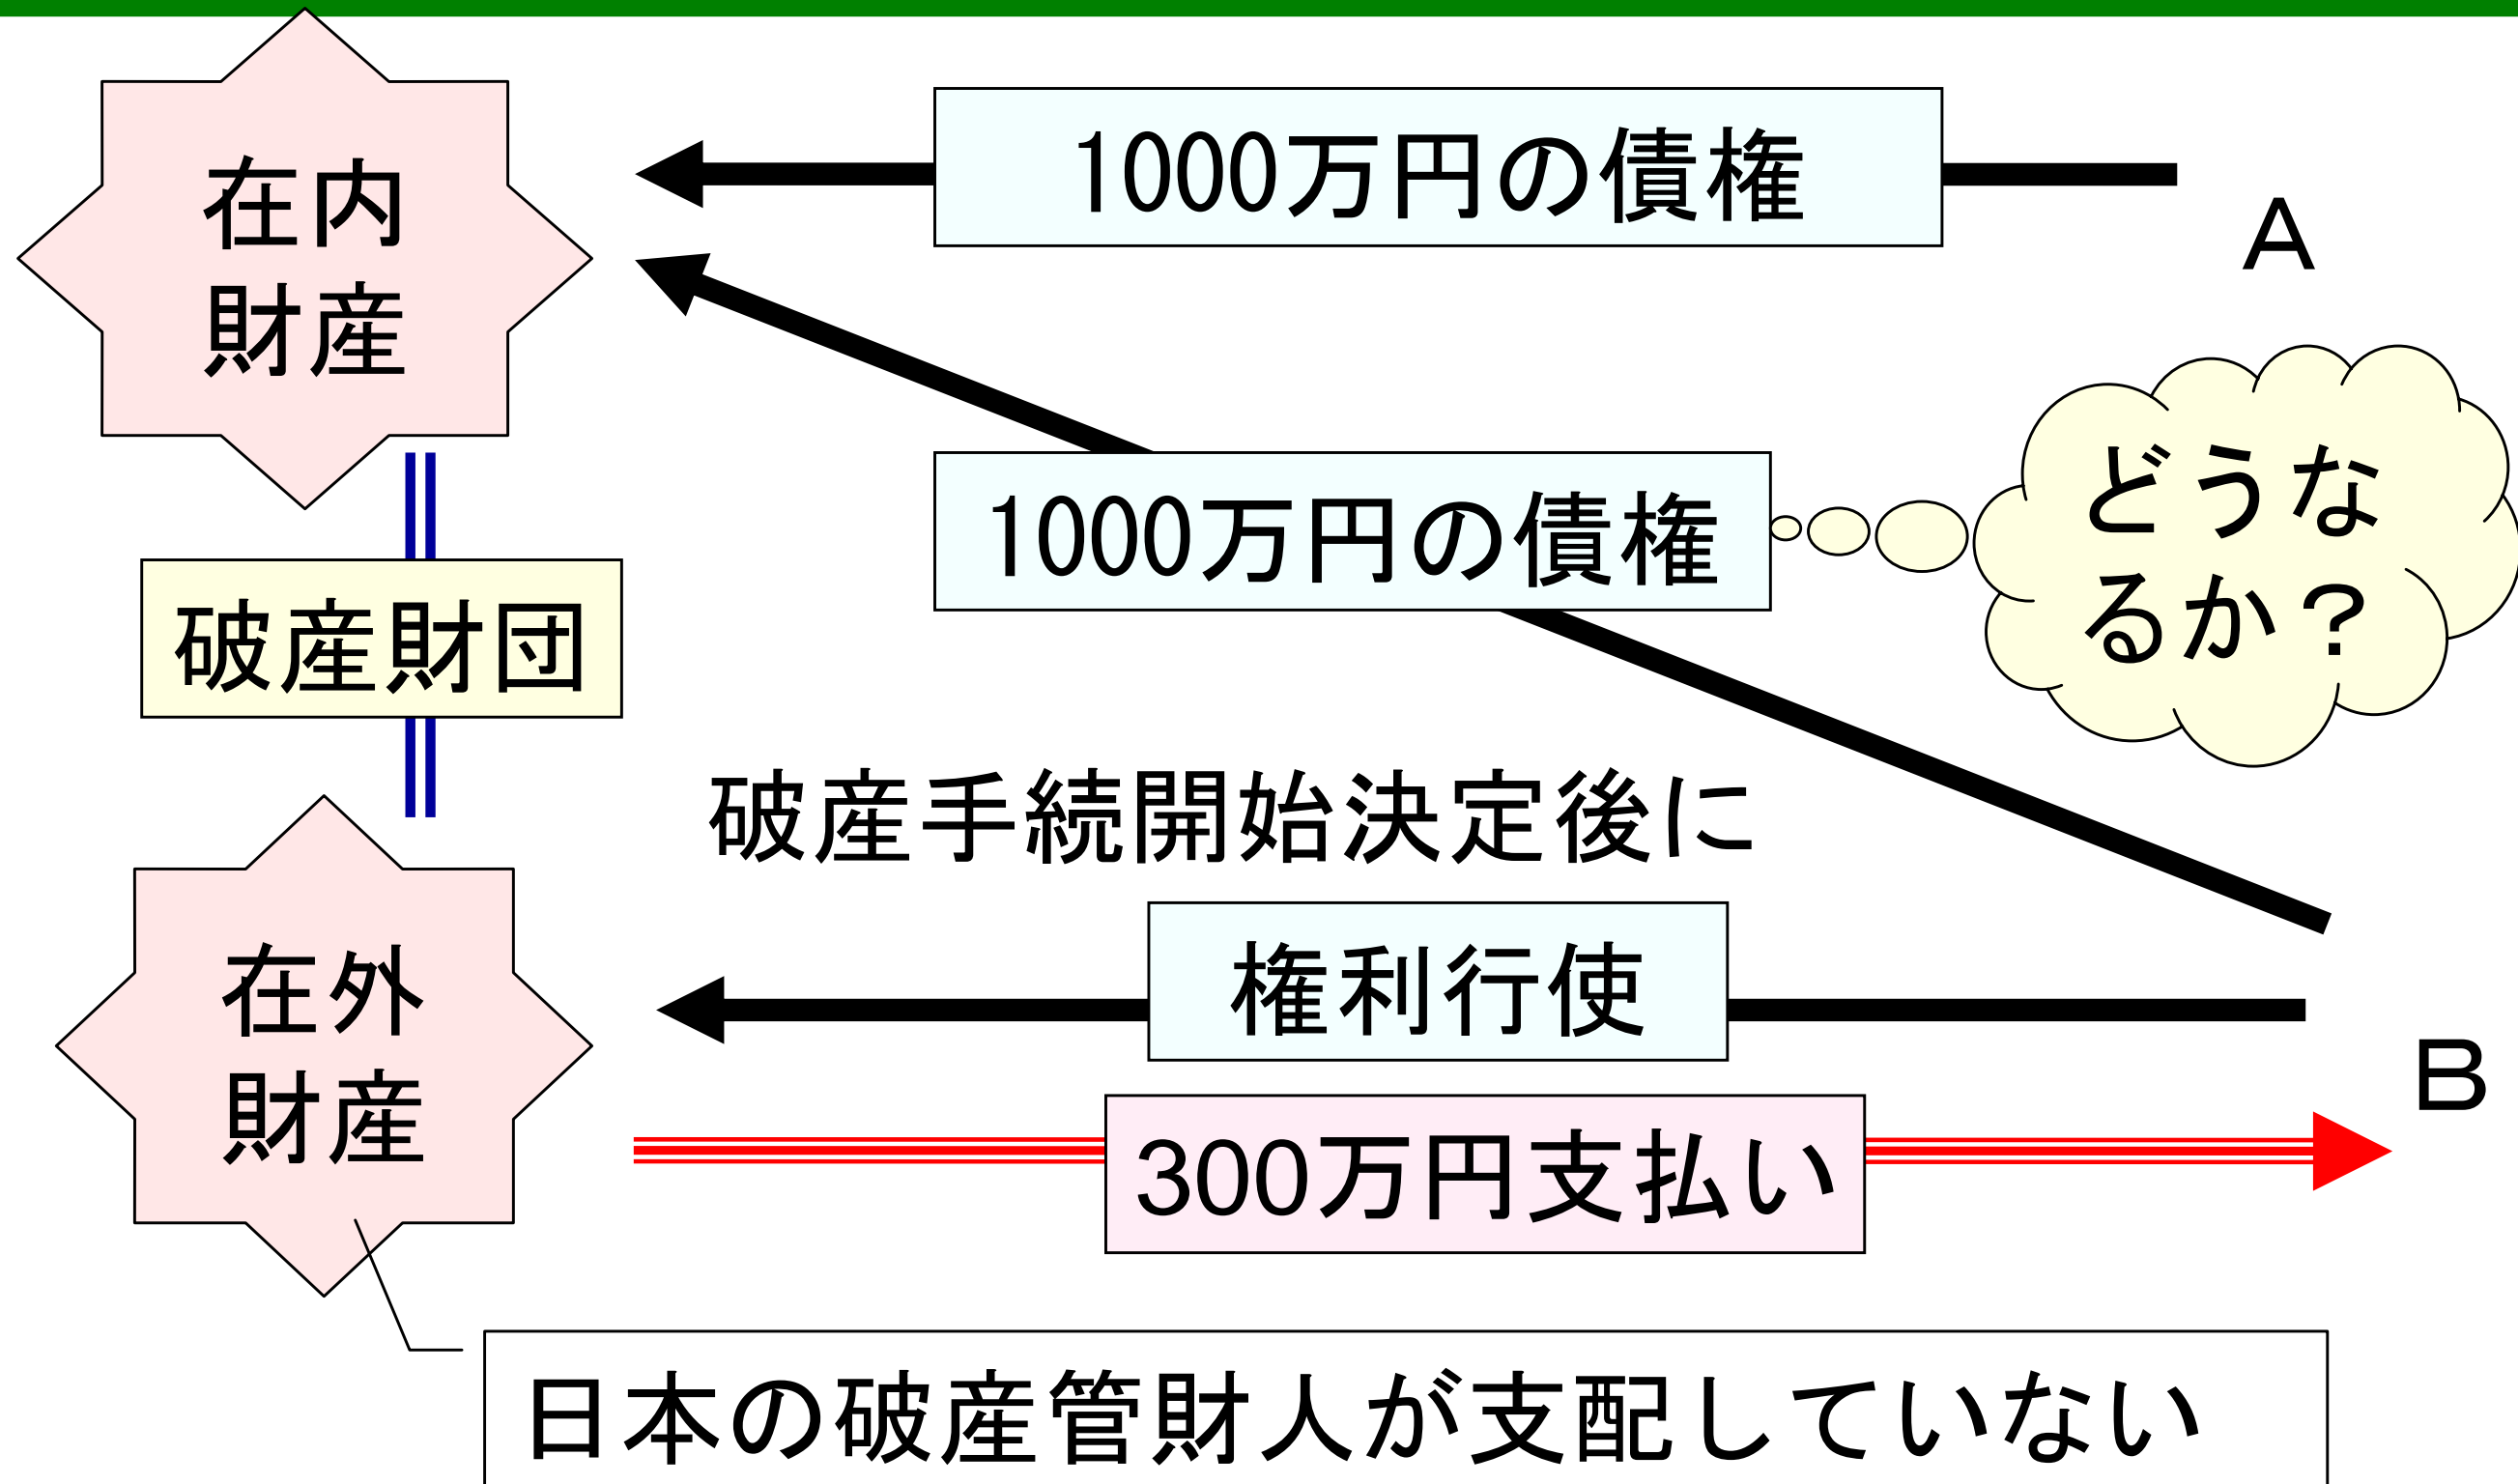 在内
財産
1000万円の債権
A
1000万円の債権
どうな
るか?
破産財団
破産手続開始決定後に
在外
財産
権利行使
B
300万円支払い
日本の破産管財人が支配していない